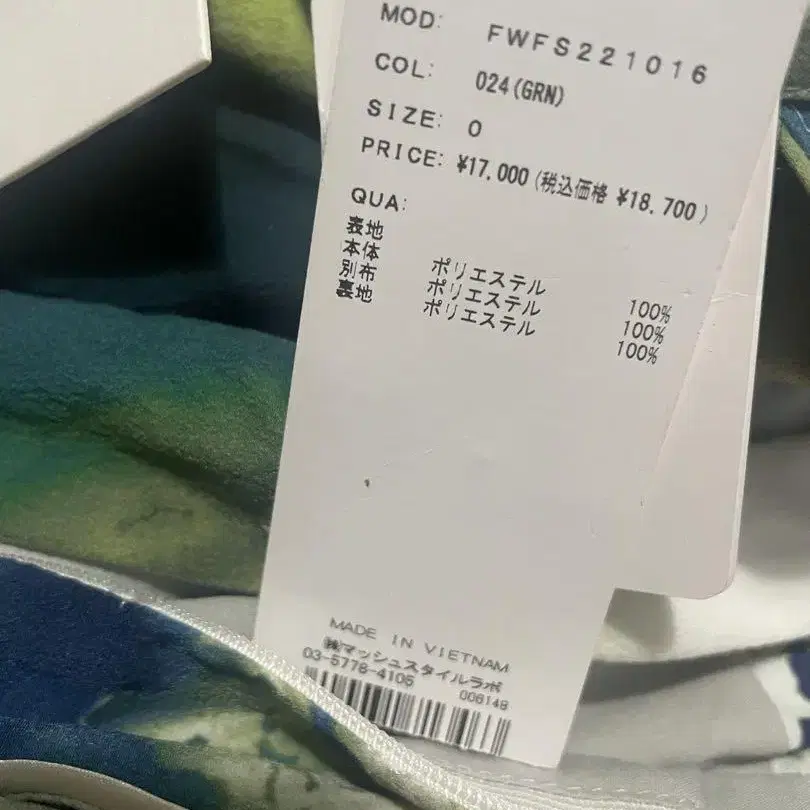 MOD: FWFS221016
COL: 024(GRN)
SIZE: 0
PRICE: ¥17,000(税込価格 ¥18,700)
QUA:
表地
本体 ポリエステル 100%
別布 ポリエステル 100%
裏地 ポリエステル 100%
MADE IN VIETNAM
㈱マッシュスタイルラボ
03-5778-4105 006148